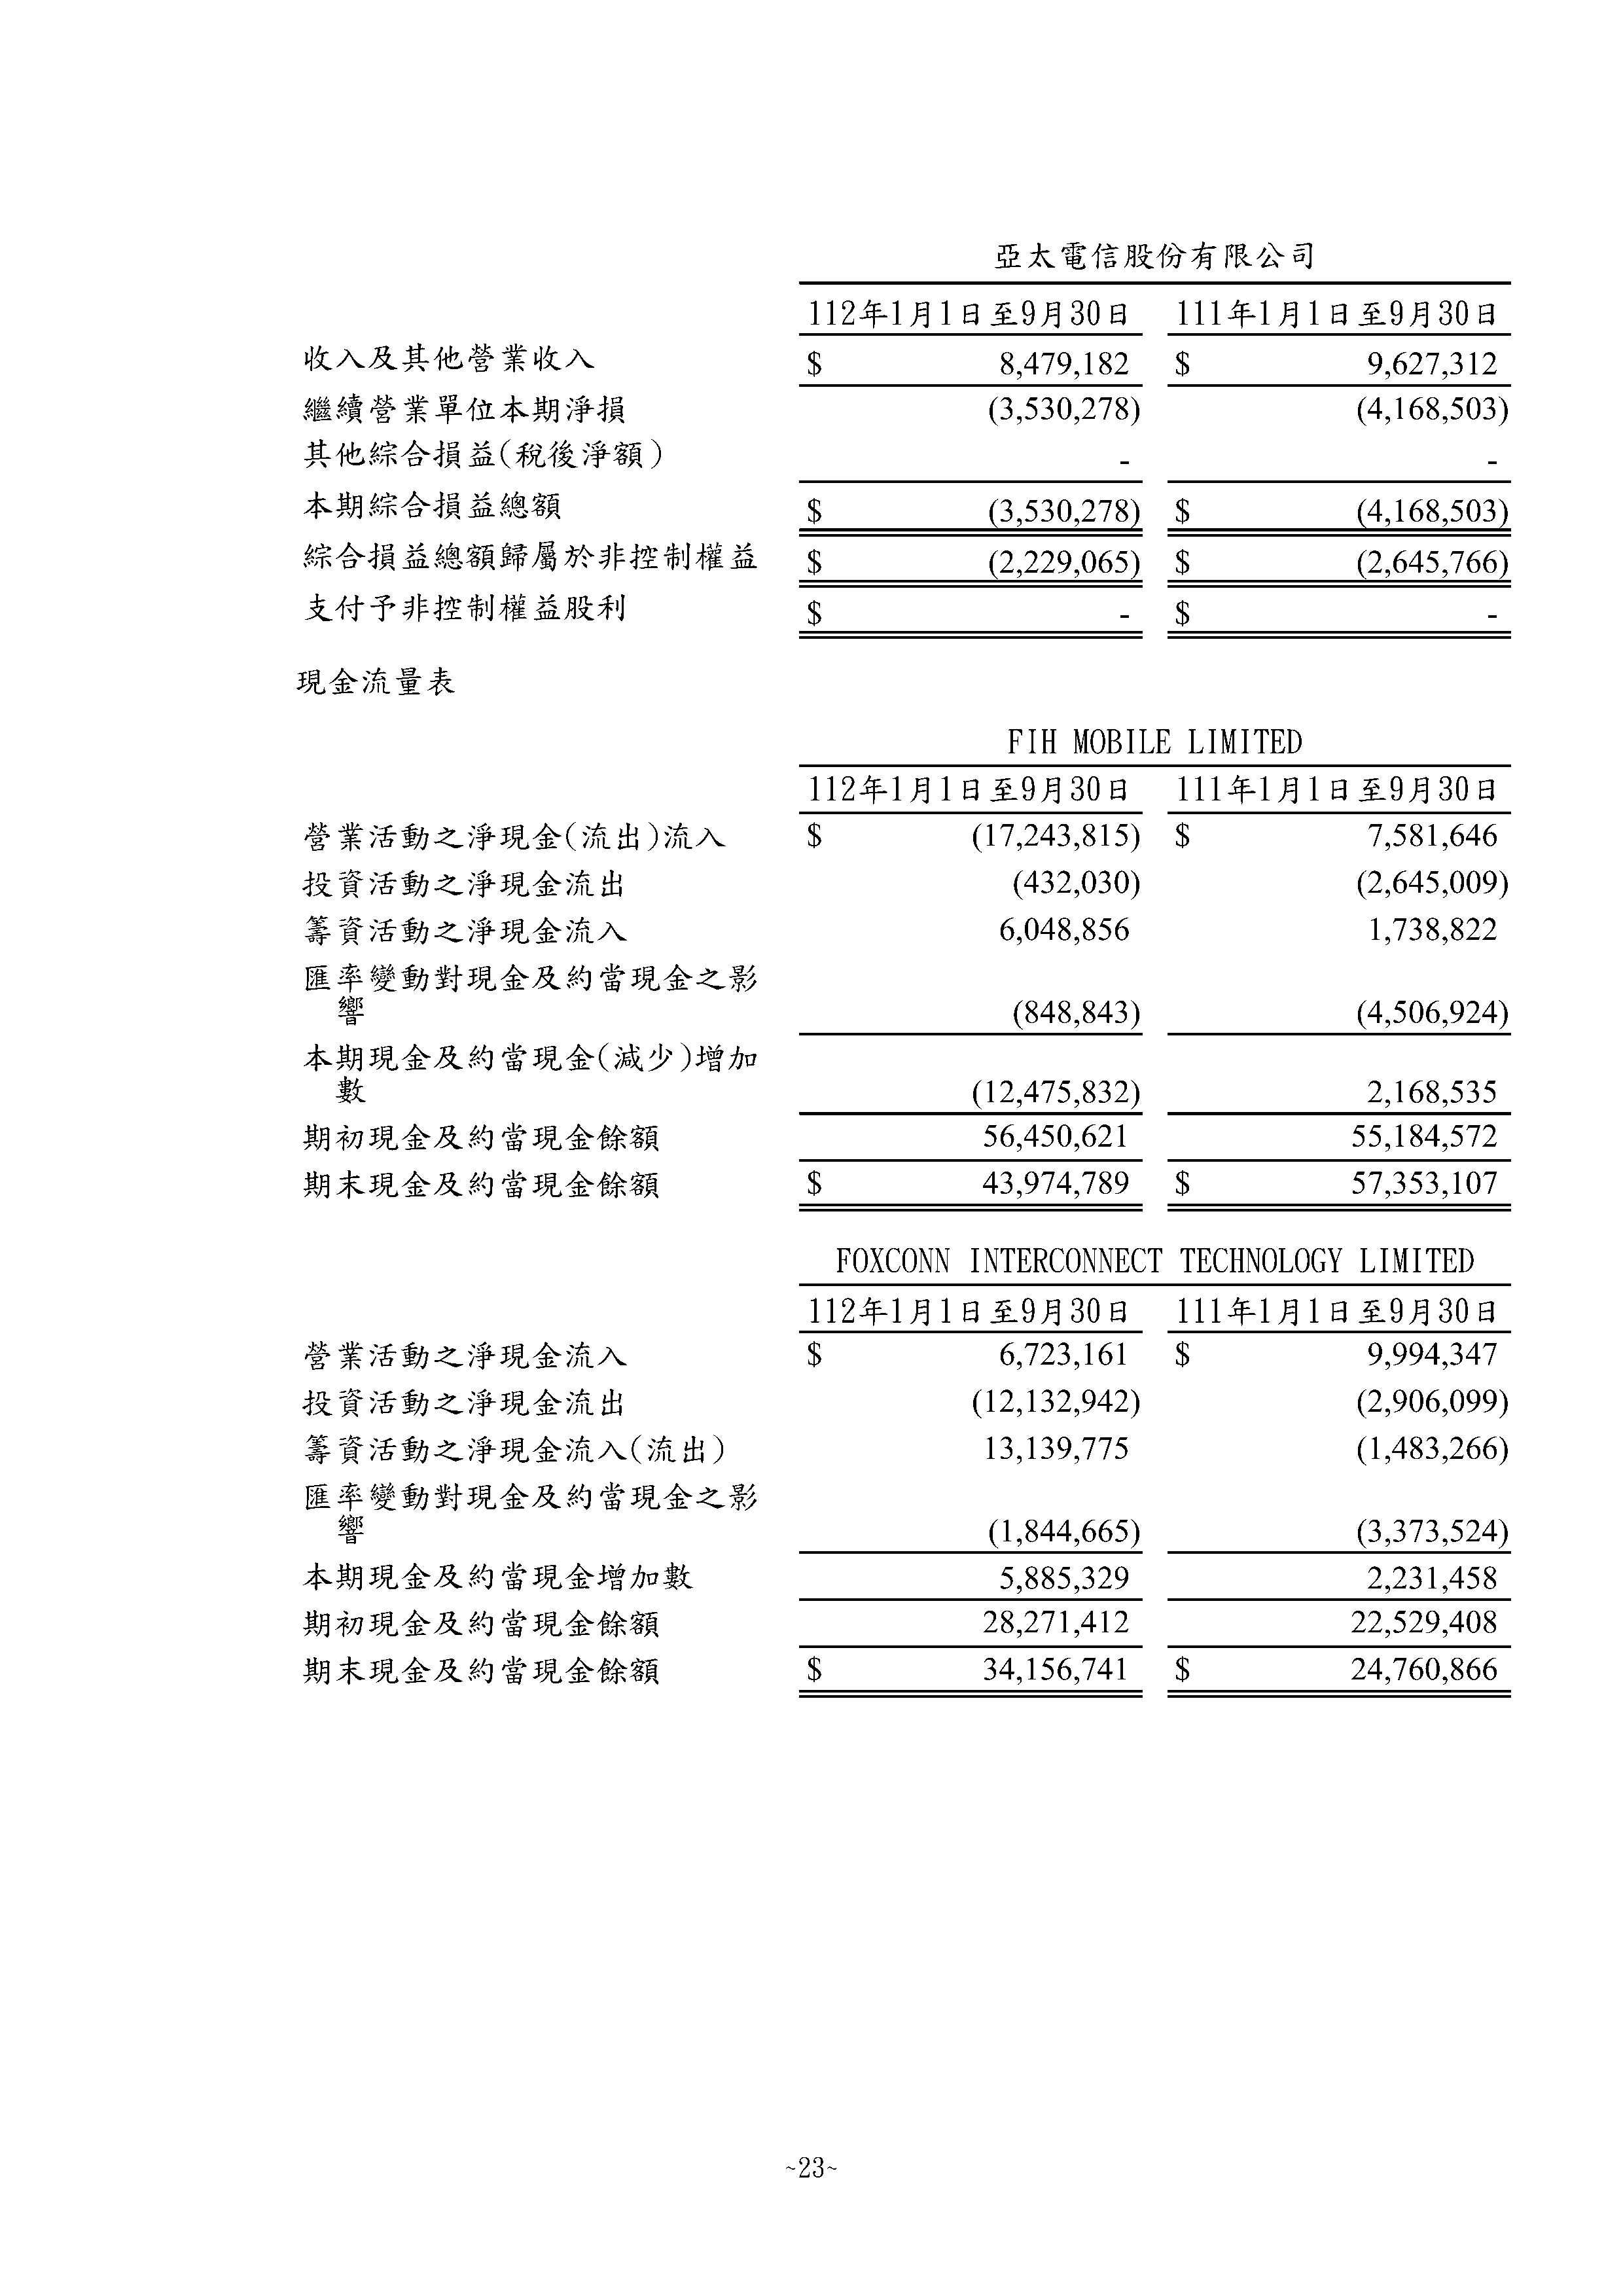 亞太電信股份有限公司
112年1月1日至9月30日 111年1月1日至9月30日
收入及其他營業收入 $ 8,479,182 $ 9,627,312
繼續營業單位本期淨損 (3,530,278) (4,168,503)
其他綜合損益(稅後淨額) - -
本期綜合損益總額 $ (3,530,278) $ (4,168,503)
綜合損益總額歸屬於非控制權益 $ (2,229,065) $ (2,645,766)
支付予非控制權益股利 $ - $ -
現金流量表
FIH MOBILE LIMITED
112年1月1日至9月30日 111年1月1日至9月30日
營業活動之淨現金(流出)流入 $ (17,243,815) $ 7,581,646
投資活動之淨現金流出 (432,030) (2,645,009)
籌資活動之淨現金流入 6,048,856 1,738,822
匯率變動對現金及約當現金之影
響 (848,843) (4,506,924)
本期現金及約當現金(減少)增加
數 (12,475,832) 2,168,535
期初現金及約當現金餘額 56,450,621 55,184,572
期末現金及約當現金餘額 $ 43,974,789 $ 57,353,107
FOXCONN INTERCONNECT TECHNOLOGY LIMITED
112年1月1日至9月30日 111年1月1日至9月30日
營業活動之淨現金流入 $ 6,723,161 $ 9,994,347
投資活動之淨現金流出 (12,132,942) (2,906,099)
籌資活動之淨現金流入(流出) 13,139,775 (1,483,266)
匯率變動對現金及約當現金之影
響 (1,844,665) (3,373,524)
本期現金及約當現金增加數 5,885,329 2,231,458
期初現金及約當現金餘額 28,271,412 22,529,408
期末現金及約當現金餘額 $ 34,156,741 $ 24,760,866
~23~